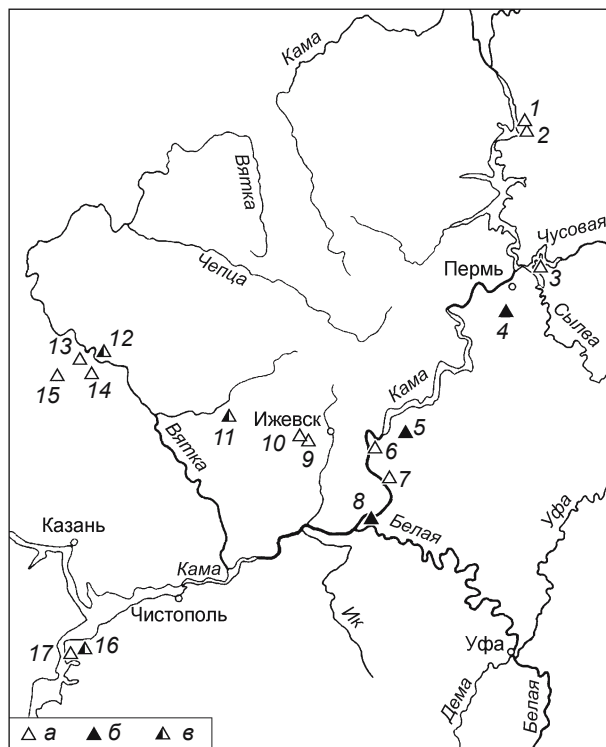 Кама
1
2
Вятка
Чусовая
Чепца
Пермь
3
Сылва
4
13
12
Кама
15
14
11
Ижевск
10
9
5
6
Вятка
7
8
Уфа
Казань
Белая
Кама
Чистополь
Ик
17
16
Уфа
Дема
Белая
а б в